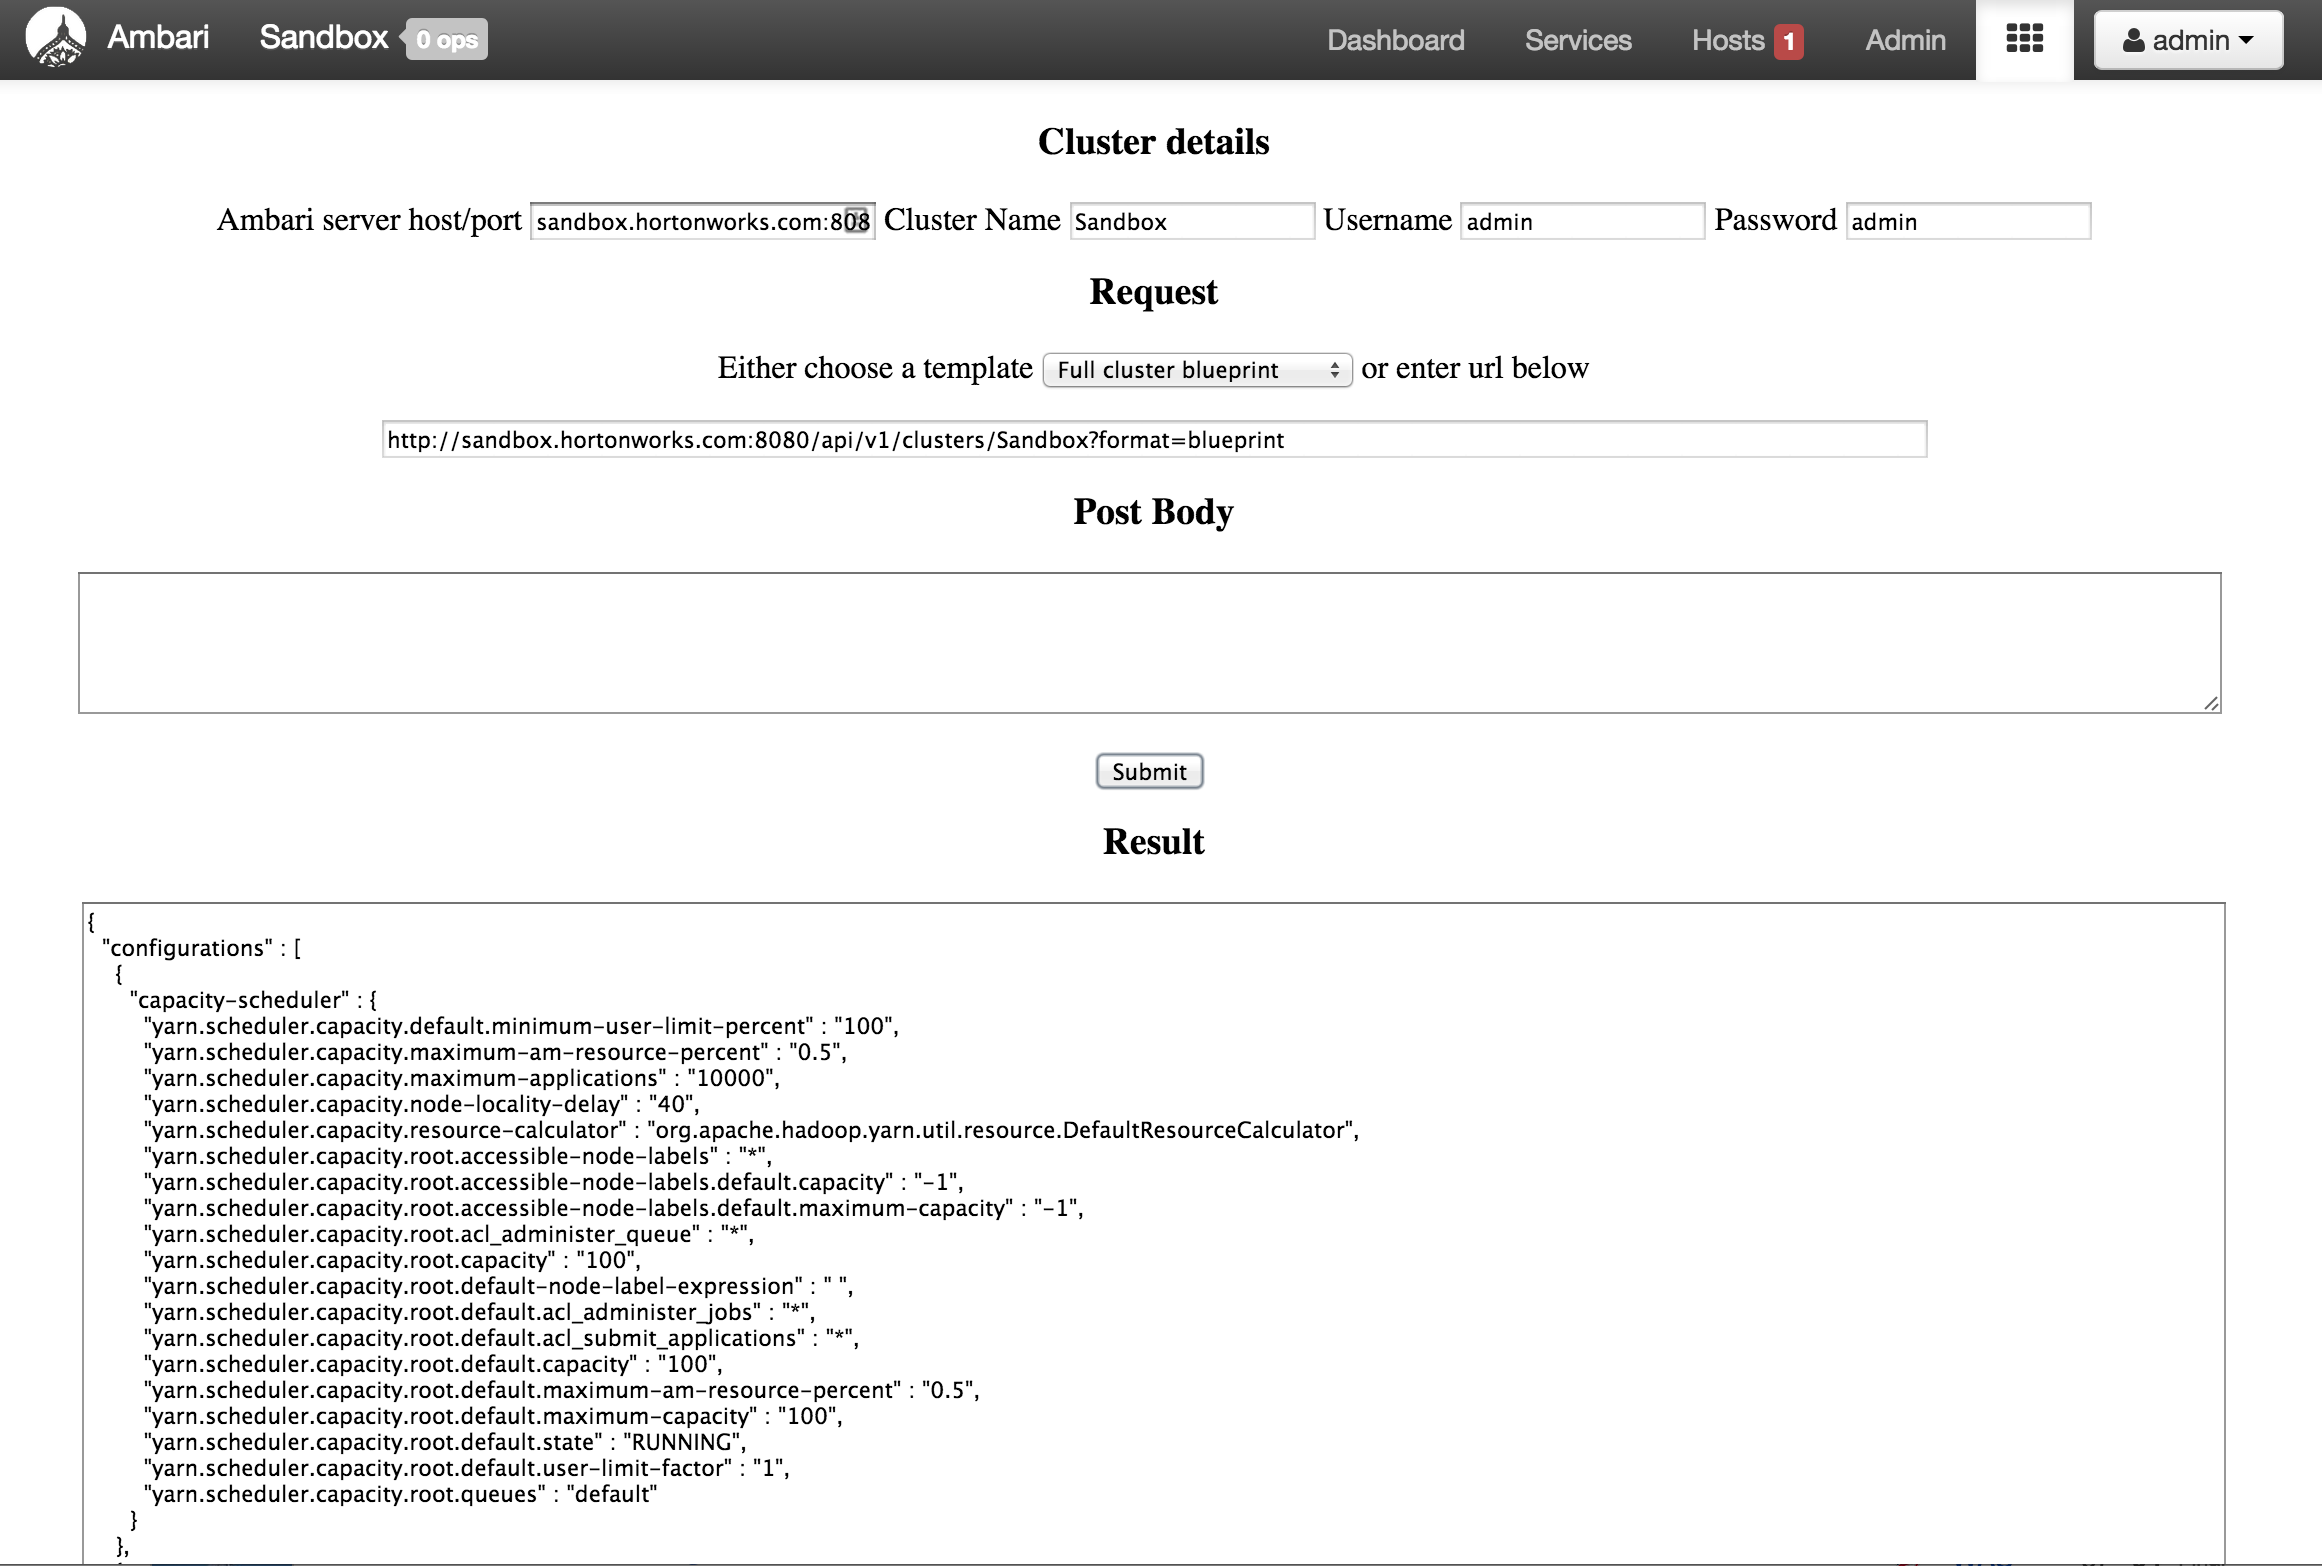 Ambari Sandbox 0 ops Dashboard Services Hosts 1 Admin admin
Cluster details
Ambari server host/port sandbox.hortonworks.com:808 Cluster Name Sandbox Username admin Password admin
Request
Either choose a template Full cluster blueprint or enter url below
http://sandbox.hortonworks.com:8080/api/v1/clusters/Sandbox?format=blueprint
Post Body
Submit
Result
{
"configurations" : [
{
"capacity-scheduler" : {
"yarn.scheduler.capacity.default.minimum-user-limit-percent" : "100",
"yarn.scheduler.capacity.maximum-am-resource-percent" : "0.5",
"yarn.scheduler.capacity.maximum-applications" : "10000",
"yarn.scheduler.capacity.node-locality-delay" : "40",
"yarn.scheduler.capacity.resource-calculator" : "org.apache.hadoop.yarn.util.resource.DefaultResourceCalculator",
"yarn.scheduler.capacity.root.accessible-node-labels" : "*",
"yarn.scheduler.capacity.root.accessible-node-labels.default.capacity" : "-1",
"yarn.scheduler.capacity.root.accessible-node-labels.default.maximum-capacity" : "-1",
"yarn.scheduler.capacity.root.acl_administer_queue" : "*",
"yarn.scheduler.capacity.root.capacity" : "100",
"yarn.scheduler.capacity.root.default-node-label-expression" : " ",
"yarn.scheduler.capacity.root.default.acl_administer_jobs" : "*",
"yarn.scheduler.capacity.root.default.acl_submit_applications" : "*",
"yarn.scheduler.capacity.root.default.capacity" : "100",
"yarn.scheduler.capacity.root.default.maximum-am-resource-percent" : "0.5",
"yarn.scheduler.capacity.root.default.maximum-capacity" : "100",
"yarn.scheduler.capacity.root.default.state" : "RUNNING",
"yarn.scheduler.capacity.root.default.user-limit-factor" : "1",
"yarn.scheduler.capacity.root.queues" : "default"
}
},